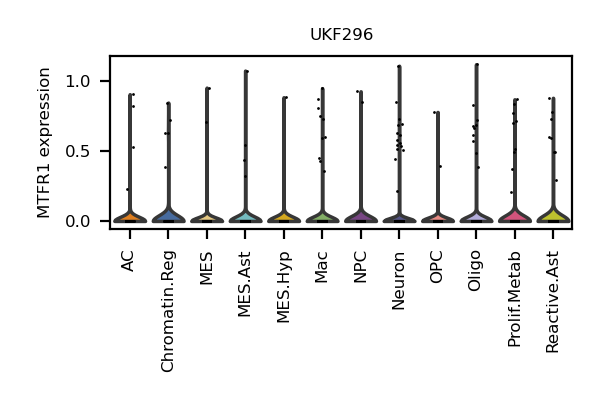 UKF296
MTFR1 expression
1.0
0.5
0.0
AC
Chromatin.Reg
MES
MES.Ast
MES.Hyp
Mac
NPC
Neuron
OPC
Oligo
Prolif.Metab
Reactive.Ast